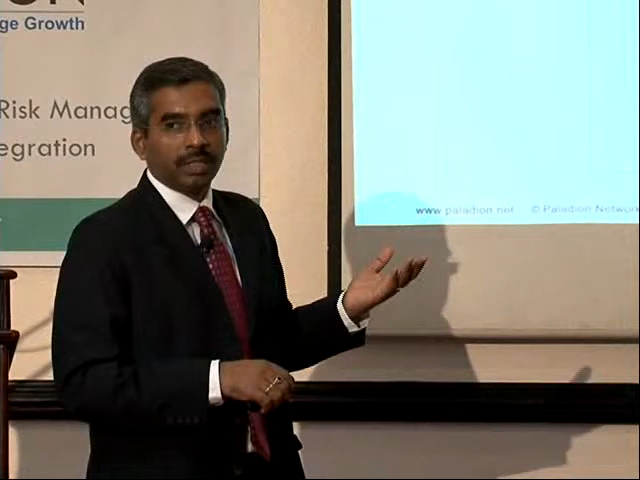 ge Growth
Risk Manag
egration
www.paladion.net © Paladion Network